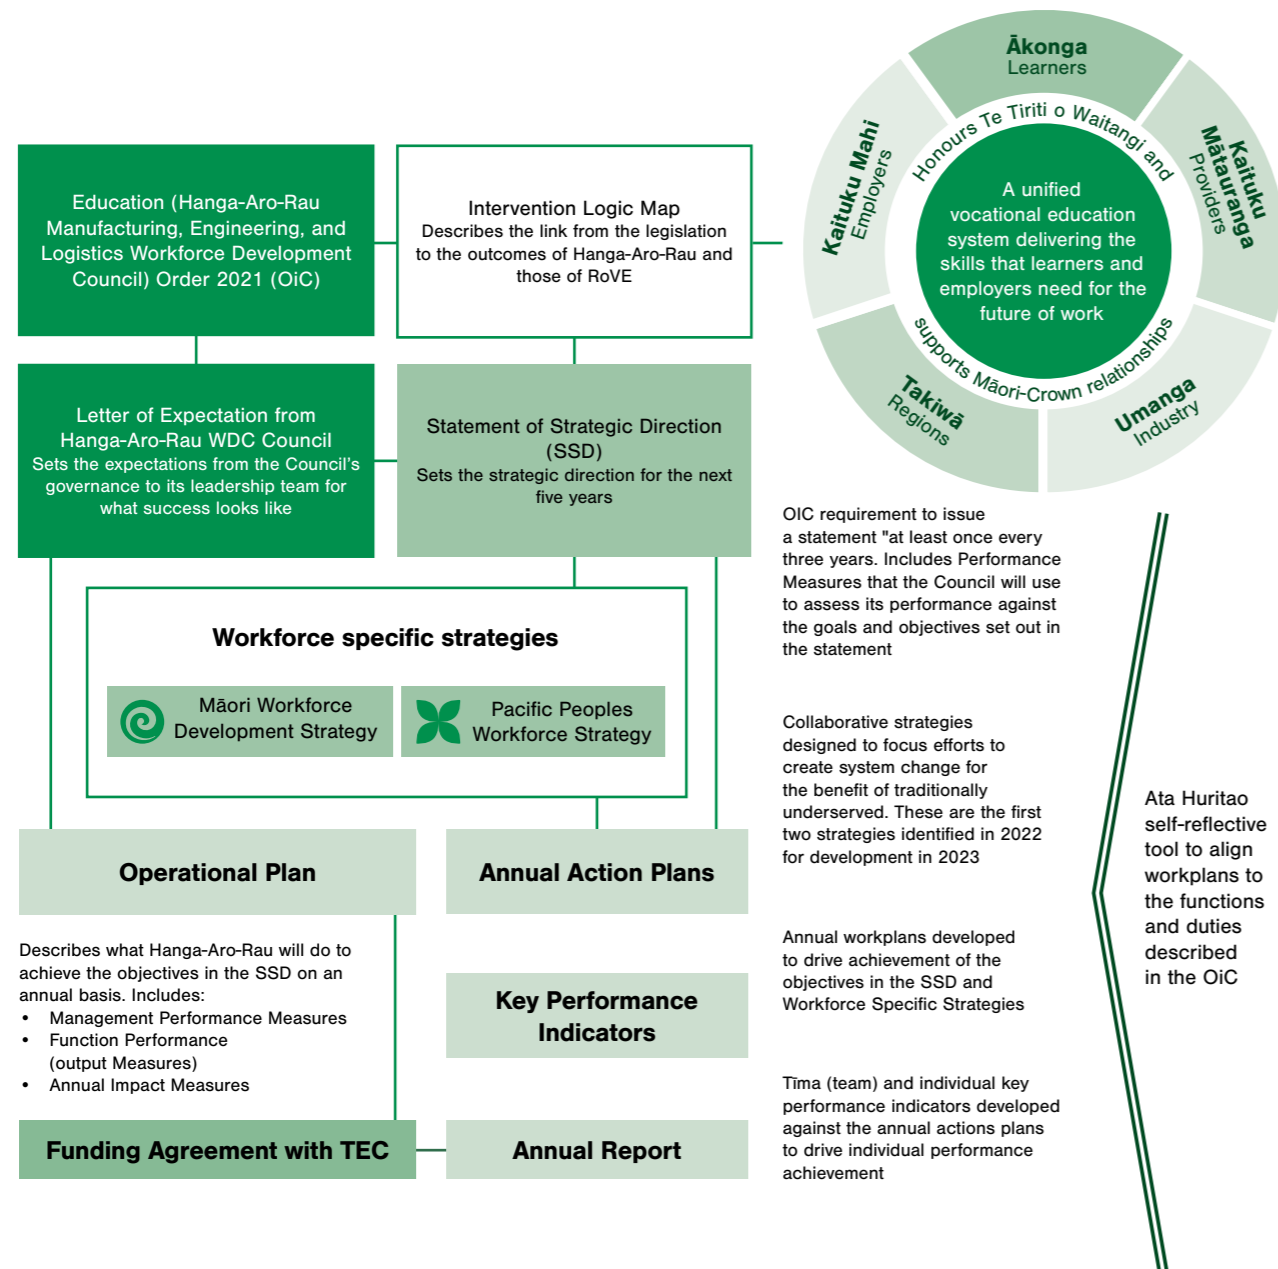 Education (Hanga-Aro-Rau
Manufacturing, Engineering, and
Logistics Workforce Development
Council) Order 2021 (OiC)
Intervention Logic Map
Describes the link from the legislation
to the outcomes of Hanga-Aro-Rau and
those of RoVE
Ākonga
Learners
Kaituku Mahi
Employers
Kaituku
Mātauranga
Providers
Takiwā
Regions
Umanga
Industry
Honours Te Tiriti o Waitangi and
supports Māori-Crown relationships
A unified
vocational education
system delivering the
skills that learners and
employers need for the
future of work
Letter of Expectation from
Hanga-Aro-Rau WDC Council
Sets the expectations from the Council's
governance to its leadership team for
what success looks like
Statement of Strategic Direction
(SSD)
Sets the strategic direction for the next
five years
OIC requirement to issue
a statement "at least once every
three years. Includes Performance
Measures that the Council will use
to assess its performance against
the goals and objectives set out in
the statement
Workforce specific strategies
Māori Workforce
Development Strategy
Pacific Peoples
Workforce Strategy
Collaborative strategies
designed to focus efforts to
create system change for
the benefit of traditionally
underserved. These are the first
two strategies identified in 2022
for development in 2023
Ata Huritao
self-reflective
tool to align
workplans to
the functions
and duties
described
in the OiC
Operational Plan
Annual Action Plans
Describes what Hanga-Aro-Rau will do to
achieve the objectives in the SSD on an
annual basis. Includes:
• Management Performance Measures
• Function Performance
(output Measures)
• Annual Impact Measures
Annual workplans developed
to drive achievement of the
objectives in the SSD and
Workforce Specific Strategies
Key Performance
Indicators
Tīma (team) and individual key
performance indicators developed
against the annual actions plans
to drive individual performance
achievement
Funding Agreement with TEC
Annual Report